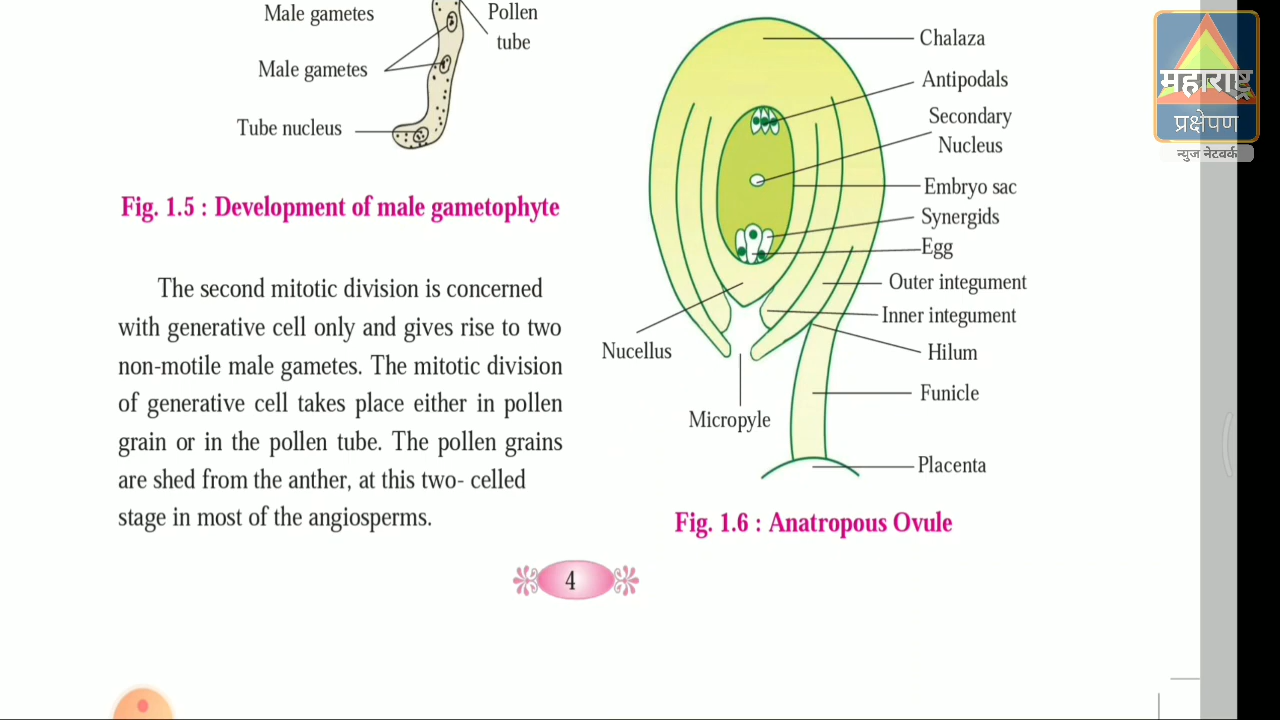 Male gametes
Pollen
tube
Male gametes
Tube nucleus
Fig. 1.5 : Development of male gametophyte
The second mitotic division is concerned
with generative cell only and gives rise to two
non-motile male gametes. The mitotic division
of generative cell takes place either in pollen
grain or in the pollen tube. The pollen grains
are shed from the anther, at this two- celled
stage in most of the angiosperms.
Chalaza
Antipodals
Secondary
Nucleus
Embryo sac
Synergids
Egg
Outer integument
Inner integument
Hilum
Nucellus
Funicle
Micropyle
Placenta
Fig. 1.6 : Anatropous Ovule
4
महाराष्ट्र
प्रक्षेपण
न्युज नेटवर्क